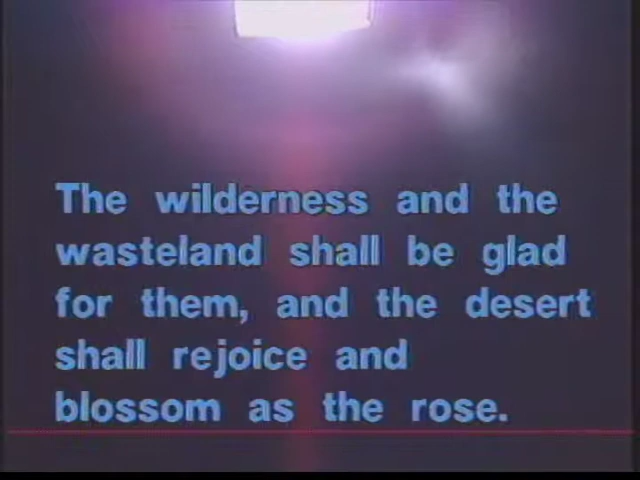 The wilderness and the
wasteland shall be glad
for them, and the desert
shall rejoice and
blossom as the rose.